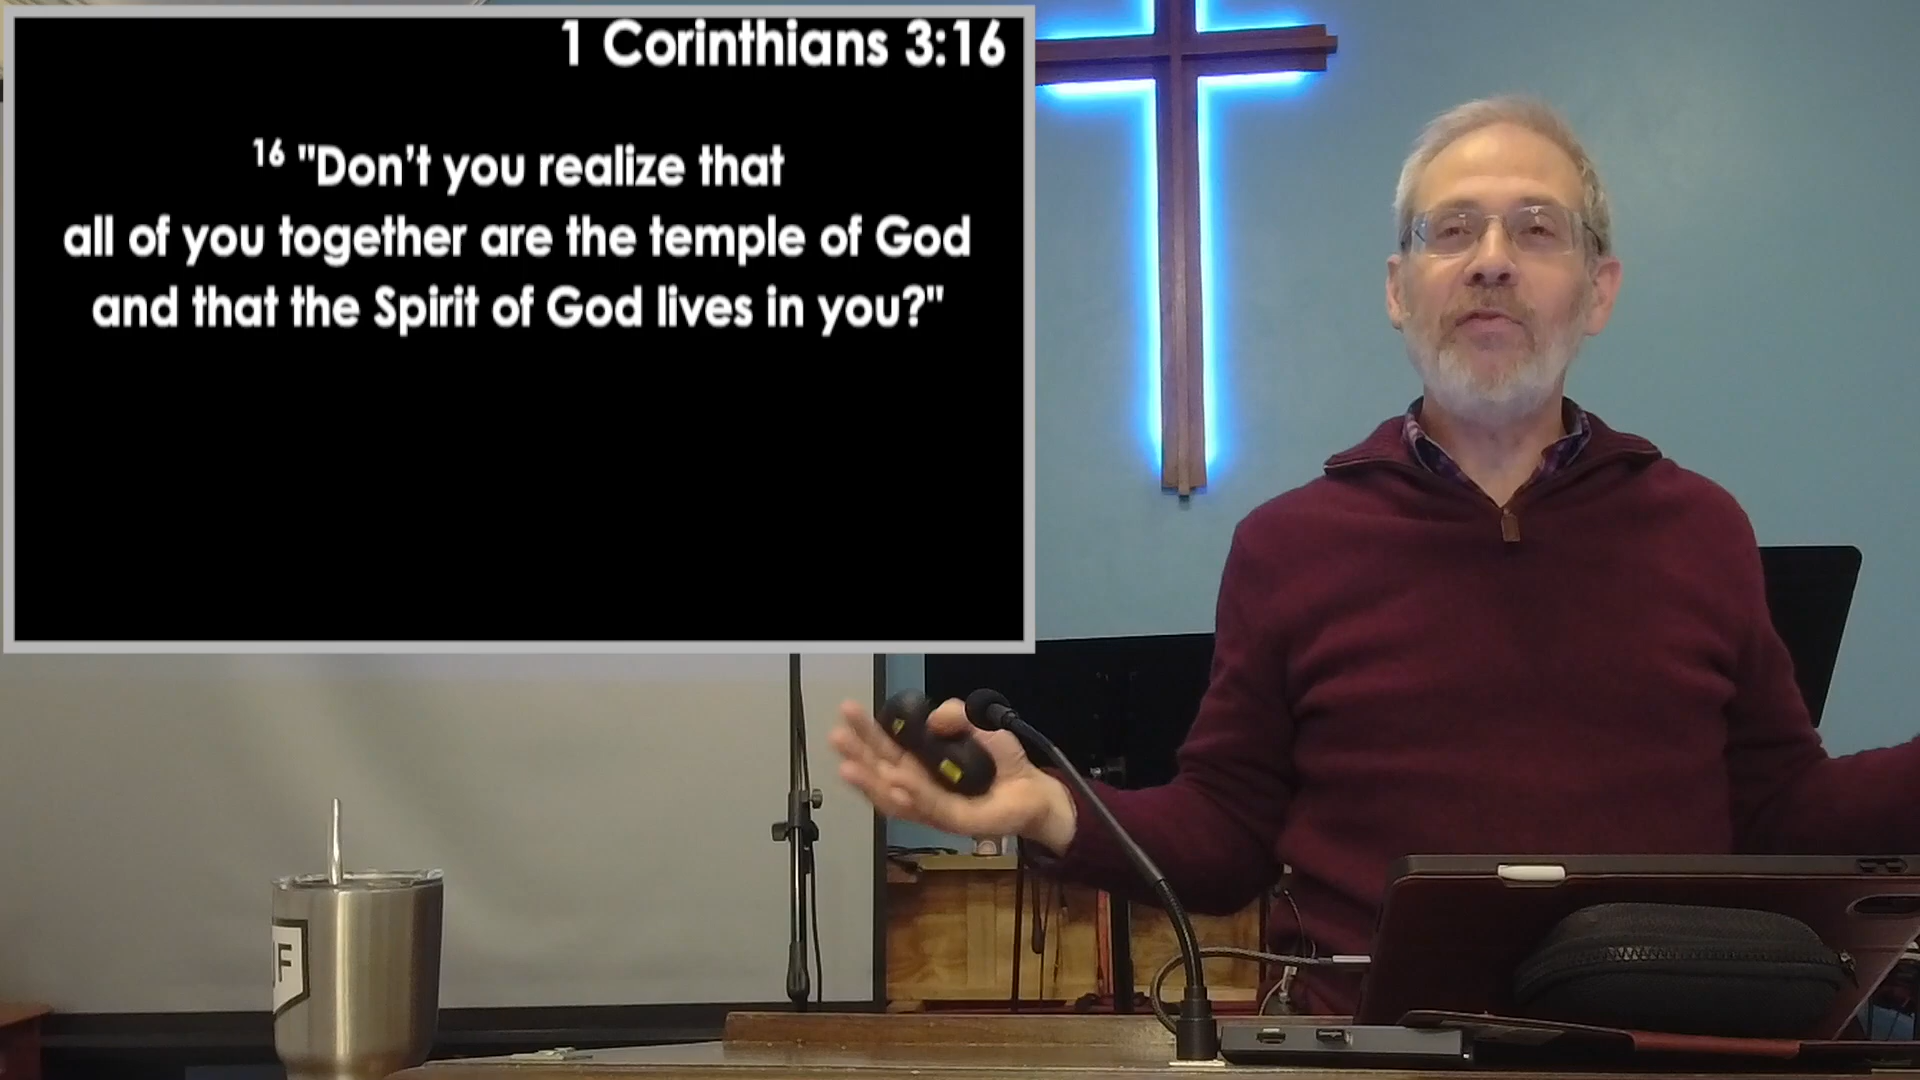 1 Corinthians 3:16
16 "Don’t you realize that
all of you together are the temple of God
and that the Spirit of God lives in you?"
F